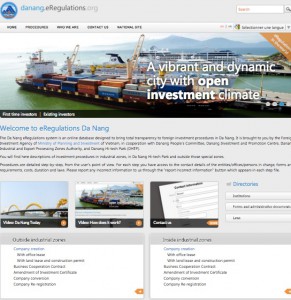 danang.eRegulations.org
Sélectionner une langue
PROCEDURES | WHO WE ARE | CONTACT US | NATIONAL SITE
A vibrant and dynamic
city with open
investment climate
First time investors | Existing investors
Welcome to eRegulations Da Nang
The Da Nang eRegulations system is an online database designed to bring total transparency to foreign investment procedures in Da Nang. It is brought to you by the Foreign
Investment Agency of Ministry of Planning and Investment of Vietnam, in cooperation with Danang People's Committee, Danang Investment and Promotion Centre, Danang
Industrial and Export Processing Zones Authority, and Danang Hi-tech Park (DHTP).
You will find here descriptions of investment procedures in industrial zones, in Da Nang Hi-tech Park and outside those special zones.
Procedures are detailed step by step, from the user's point of view. For each step you have access to the contact details of the entities/offices/persons in charge, forms and
requirements, costs, duration and laws. Please report any incorrect information to us through the "report incorrect information" button which appears in each step.
Directories
Institutions
Forms and administrative documents
Laws
Video Da Nang Today
Video How does it work?
Contact us
Outside industrial zones
Company creation
With office lease
With land lease and construction permit
Business Cooperation Contract
Amendment of Investment Certificate
Company Conversion
Company Re-registration
Inside industrial zones
Company creation
With office lease
With land lease and construction permit
Business Cooperation Contract
Amendment of Investment Certificate
Company Conversion
Company Re-registration